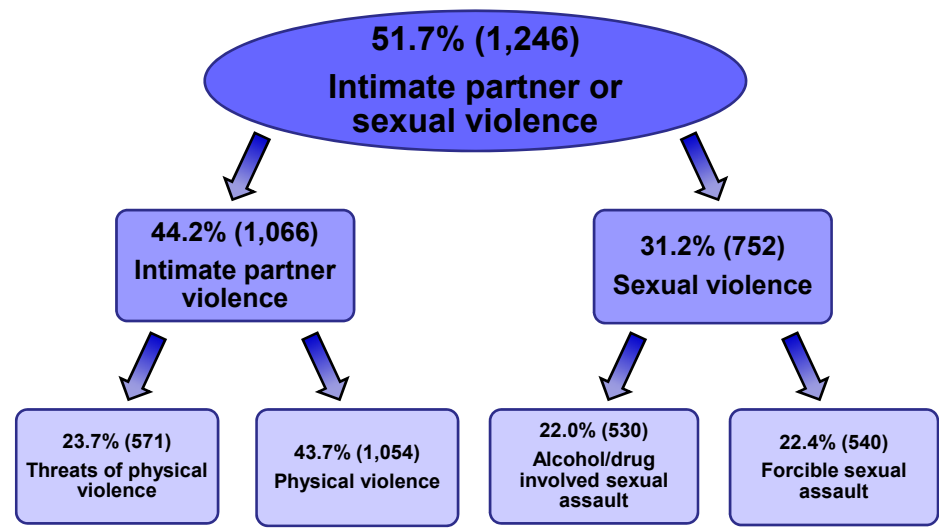 51.7% (1,246)
Intimate partner or
sexual violence
44.2% (1,066)
Intimate partner
violence
31.2% (752)
Sexual violence
23.7% (571)
Threats of physical
violence
43.7% (1,054)
Physical violence
22.0% (530)
Alcohol/drug
involved sexual
assault
22.4% (540)
Forcible sexual
assault